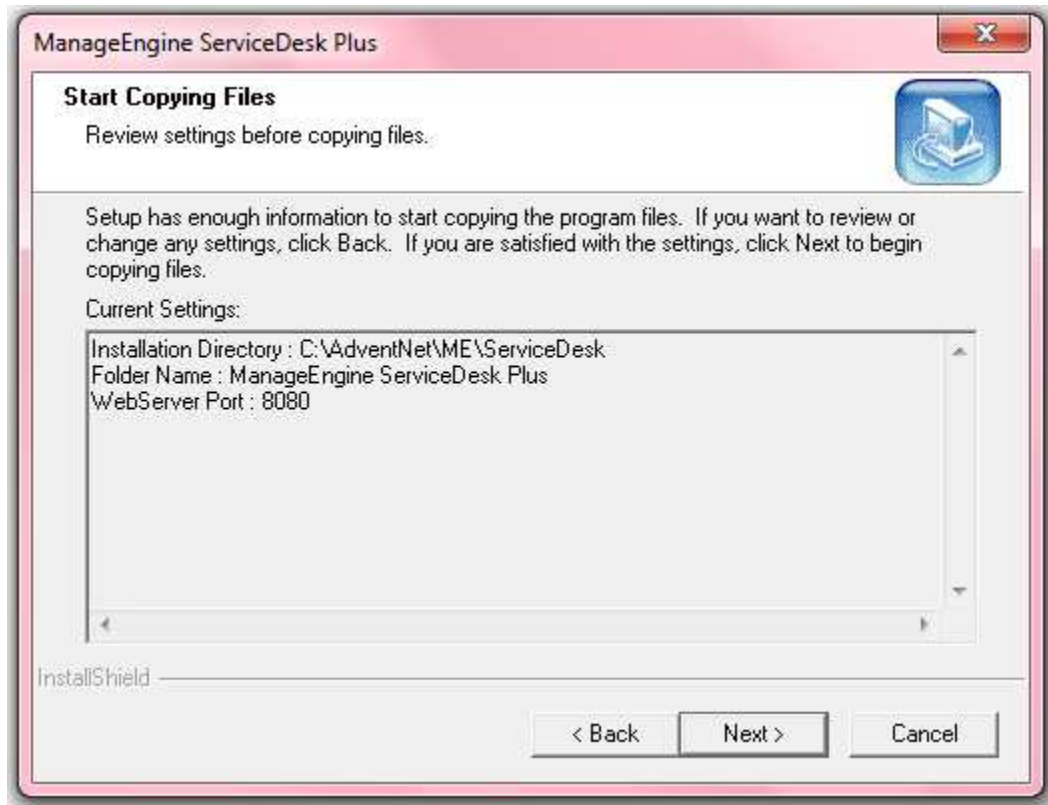 ManageEngine ServiceDesk Plus
Start Copying Files
Review settings before copying files.
Setup has enough information to start copying the program files.  If you want to review or
change any settings, click Back.  If you are satisfied with the settings, click Next to begin
copying files.
Current Settings:
Installation Directory : C:\AdventNet\ME\ServiceDesk
Folder Name : ManageEngine ServiceDesk Plus
WebServer Port : 8080
InstallShield
< Back
Next >
Cancel